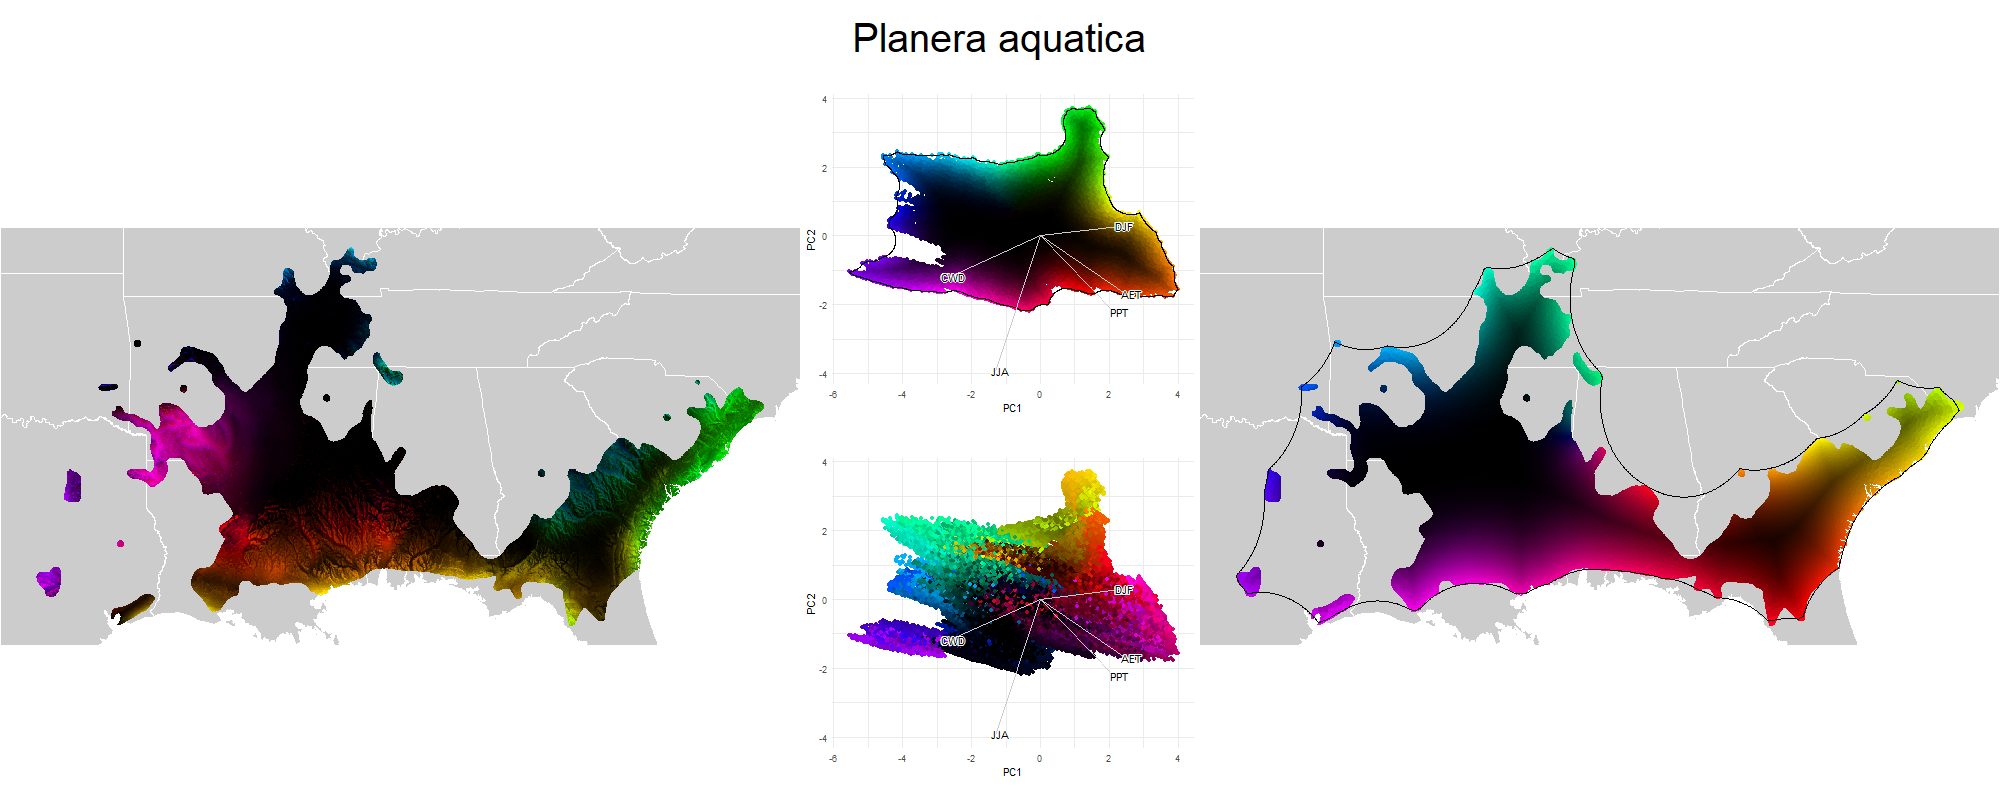 Planera aquatica
4
2
0
-2
-4
PC2
DJF
CWD
AET
PPT
JJA
-6 -4 -2 0 2 4
PC1
4
2
0
-2
-4
PC2
DJF
CWD
AET
PPT
JJA
-6 -4 -2 0 2 4
PC1